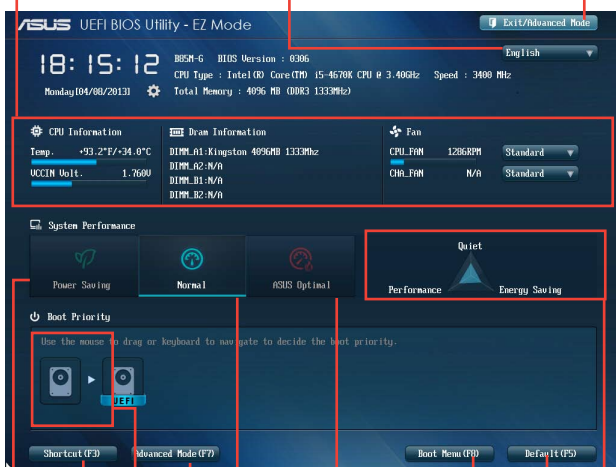 ASUS UEFI BIOS Utility - EZ Mode
Exit/Advanced Mode
English
18:15:12
Monday[04/08/2013]
B85M-G BIOS Version : 0306
CPU Type : Intel(R) Core(TM) i5-4670K CPU @ 3.40GHz Speed : 3400 MHz
Total Memory : 4096 MB (DDR3 1333MHz)
CPU Information
Temp. +93.2°F/+34.0°C
VCCIN Volt. 1.760V
Dram Information
DIMM_A1:Kingston 4096MB 1333Mhz
DIMM_A2:N/A
DIMM_B1:N/A
DIMM_B2:N/A
Fan
CPU_FAN 1286RPM Standard
CHA_FAN N/A Standard
System Performance
Power Saving
Normal
ASUS Optimal
Quiet
Performance
Energy Saving
Boot Priority
Use the mouse to drag or keyboard to navigate to decide the boot priority.
UEFI
Shortcut(F3)
Advanced Mode(F7)
Boot Menu(F8)
Default(F5)